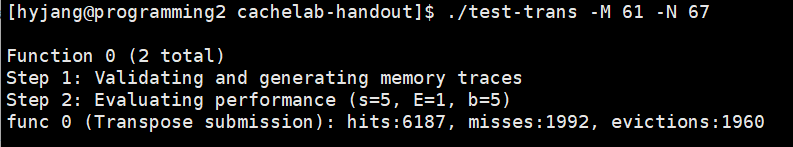 [hyjang@programming2 cachelab-handout]$ ./test-trans -M 61 -N 67
Function 0 (2 total)
Step 1: Validating and generating memory traces
Step 2: Evaluating performance (s=5, E=1, b=5)
func 0 (Transpose submission): hits:6187, misses:1992, evictions:1960